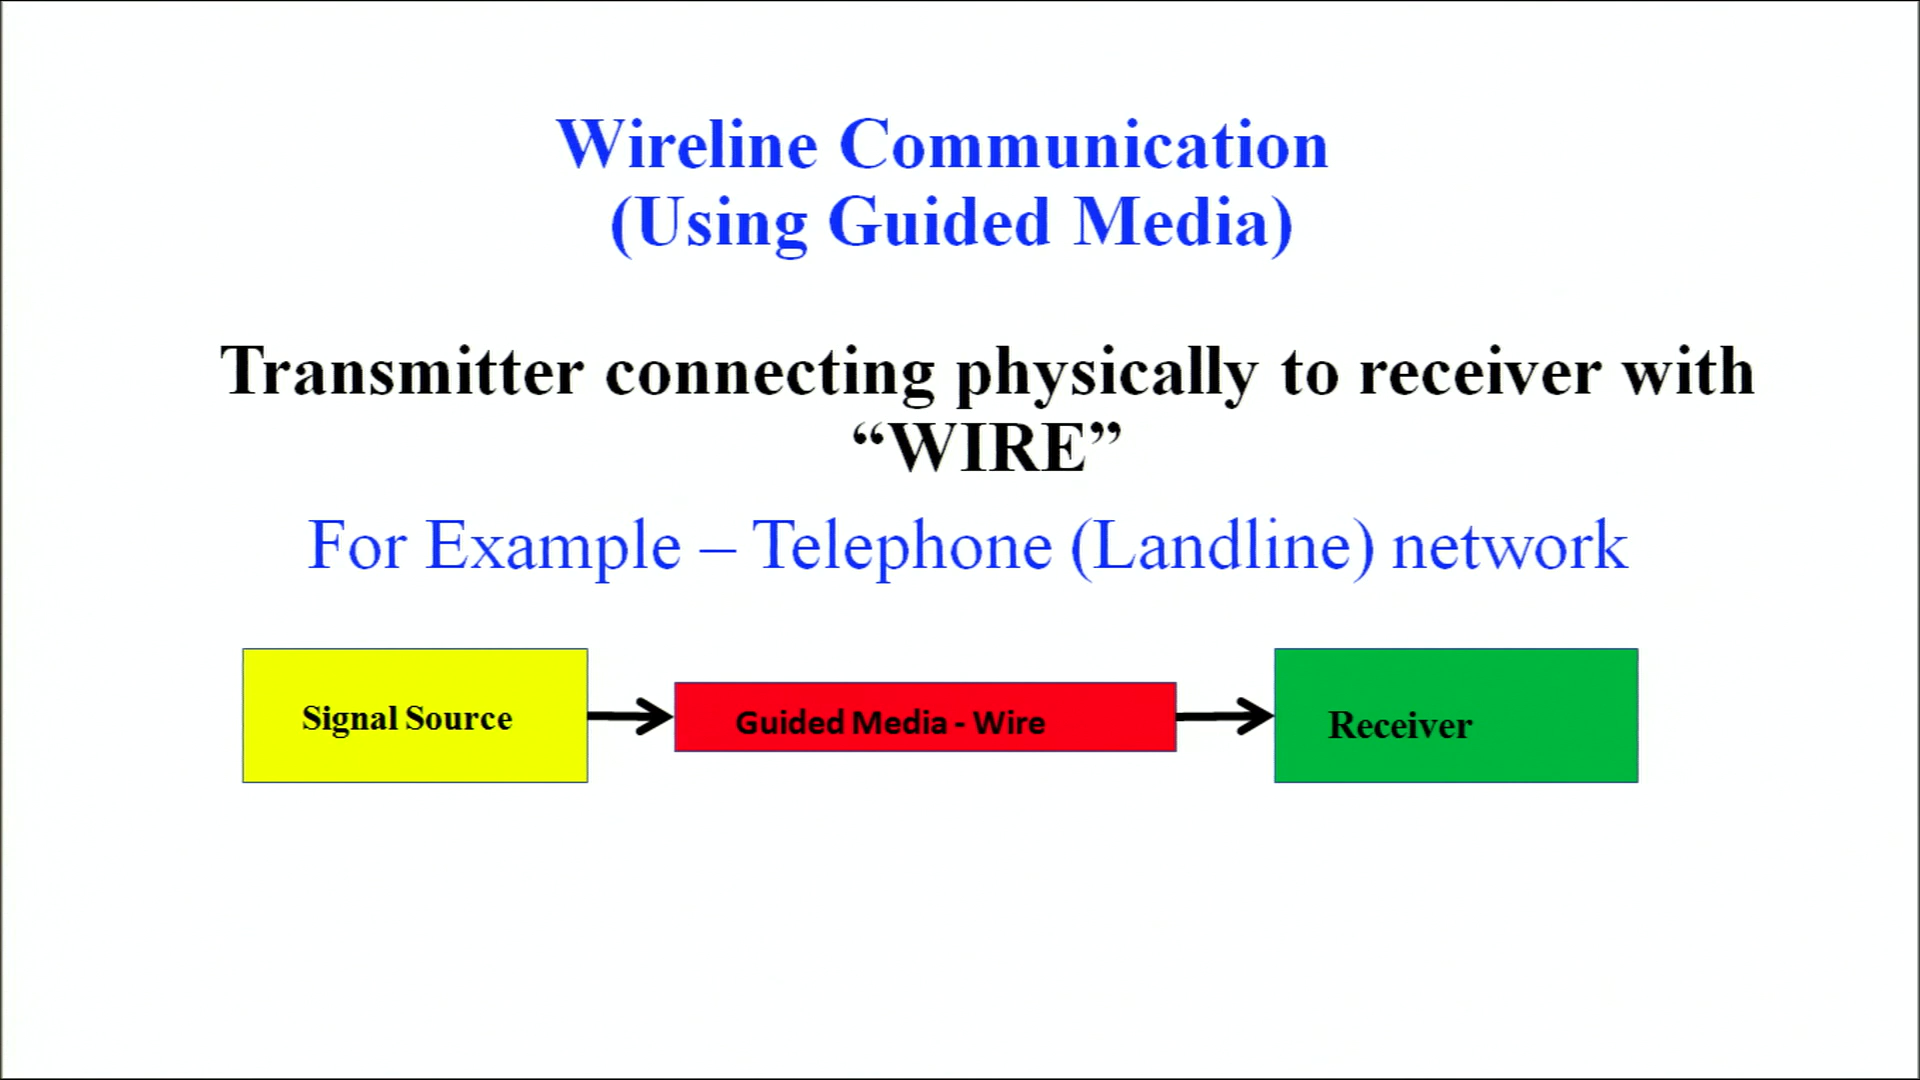 Wireline Communication
(Using Guided Media)
Transmitter connecting physically to receiver with
“WIRE”
For Example – Telephone (Landline) network
Signal Source
Guided Media - Wire
Receiver